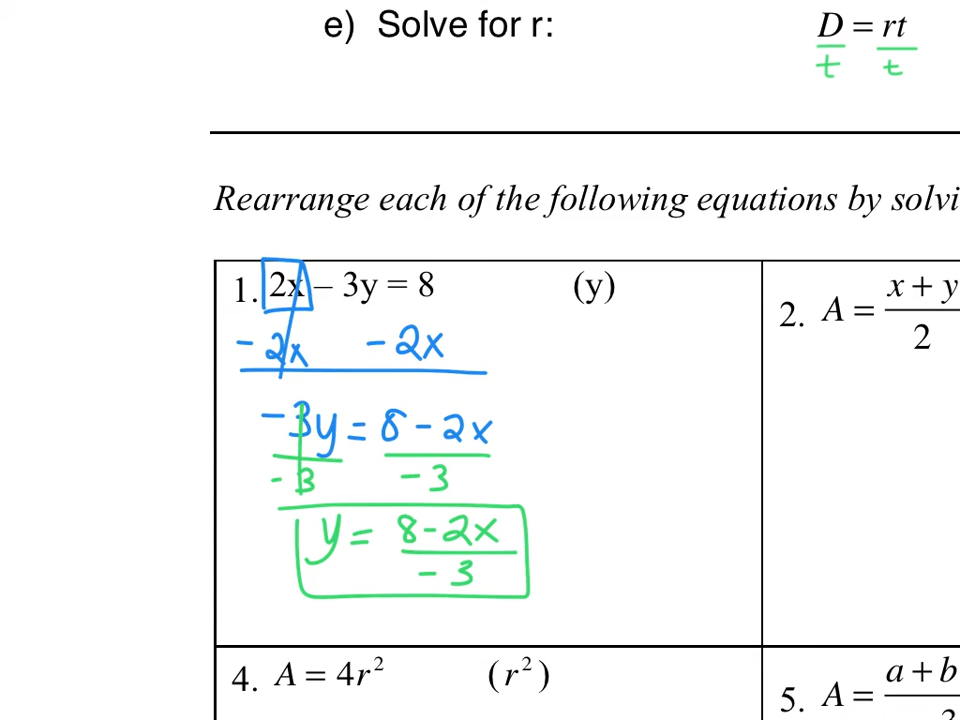 e) Solve for r: D = rt
t t
Rearrange each of the following equations by
1. 2x – 3y = 8 (y)
- 2x - 2x
-3y = 8 - 2x
- 3 - 3
y = 8-2x
- 3
2. A = x + y
2
4. A = 4r² (r²)
5. A = a + b